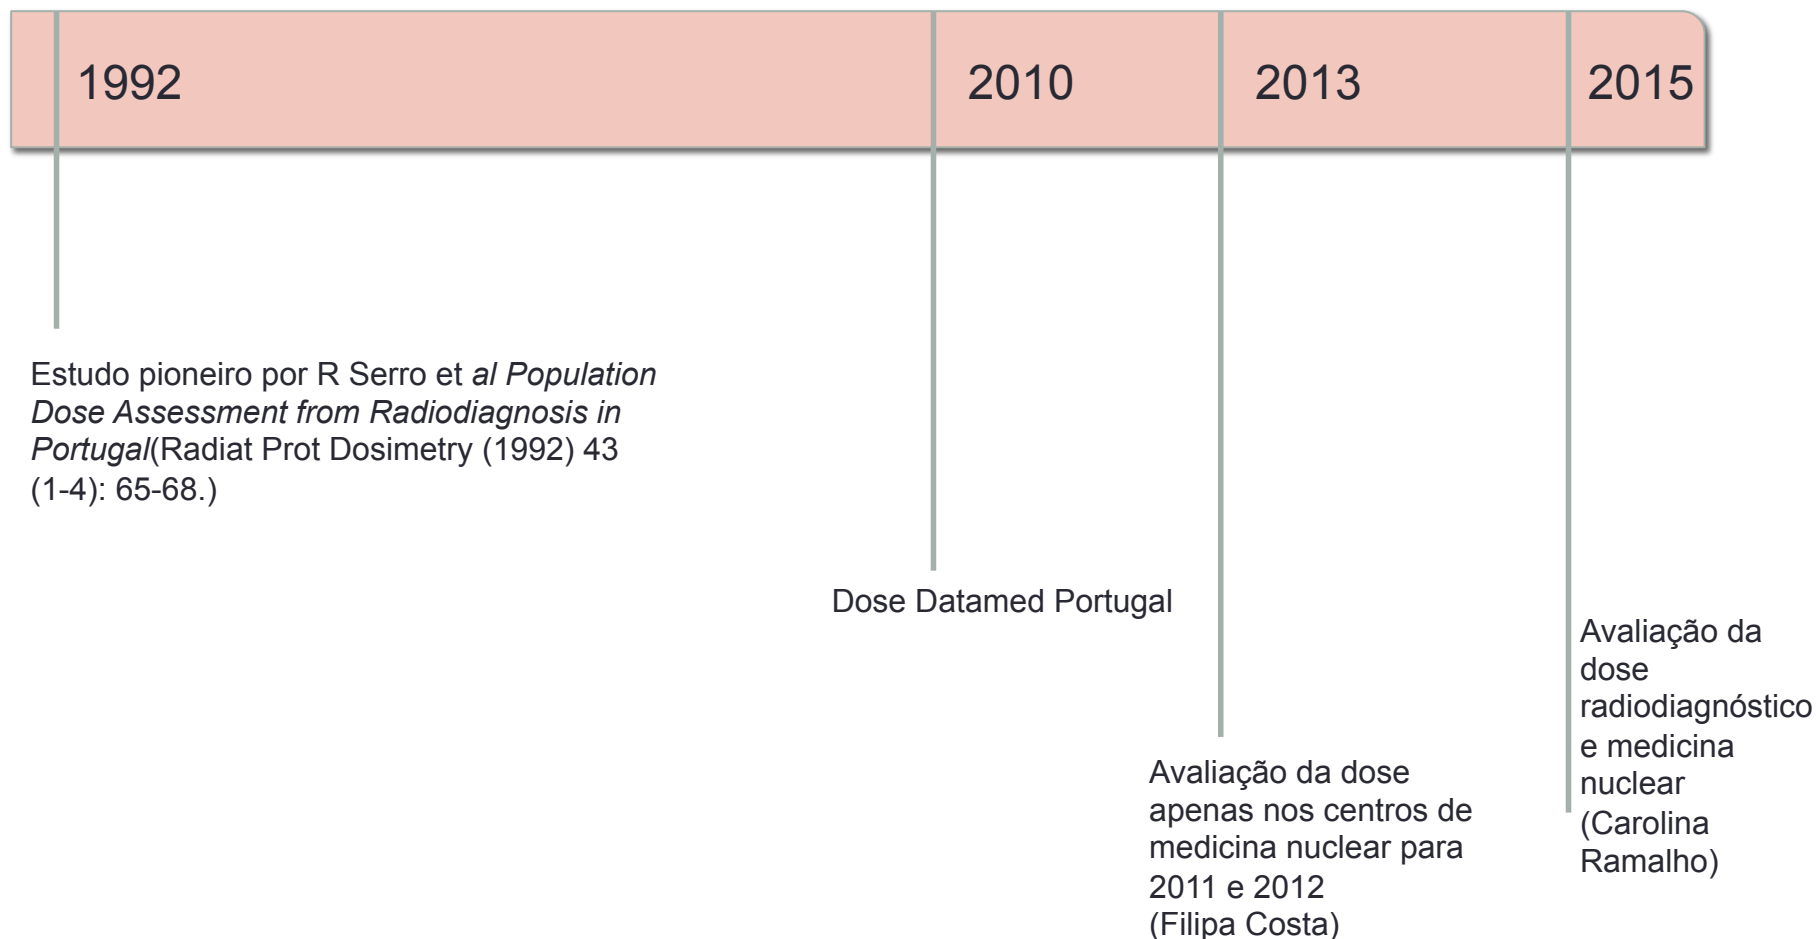 1992
2010
2013
2015
Estudo pioneiro por R Serro et al Population
Dose Assessment from Radiodiagnosis in
Portugal(Radiat Prot Dosimetry (1992) 43
(1-4): 65-68.)
Dose Datamed Portugal
Avaliação da dose
apenas nos centros de
medicina nuclear para
2011 e 2012
(Filipa Costa)
Avaliação da
dose
radiodiagnóstico
e medicina
nuclear
(Carolina
Ramalho)